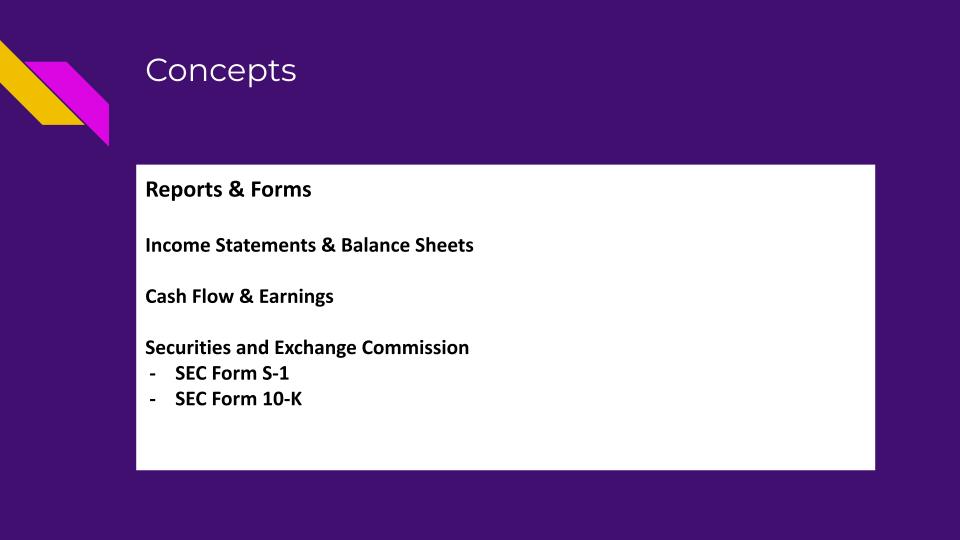 Concepts
Reports & Forms
Income Statements & Balance Sheets
Cash Flow & Earnings
Securities and Exchange Commission
- SEC Form S-1
- SEC Form 10-K